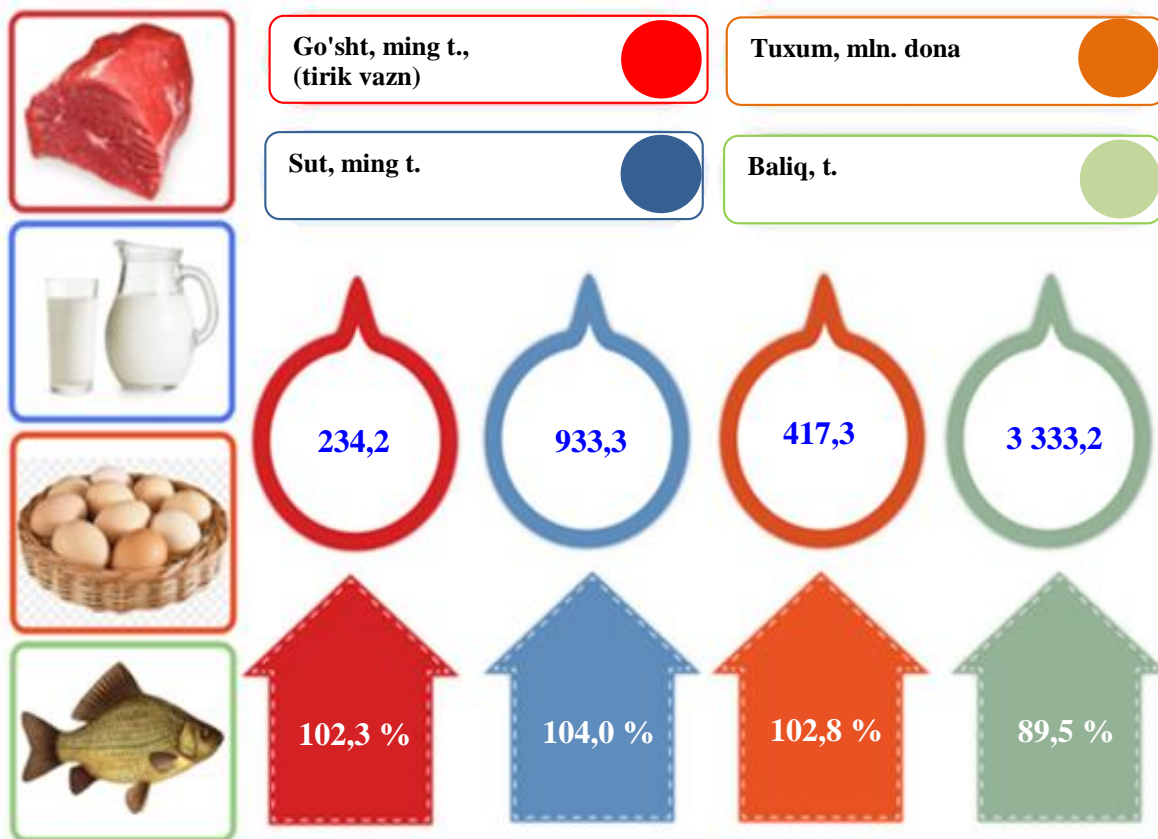 Go'sht, ming t.,
(tirik vazn)
Tuxum, mln. dona
Sut, ming t.
Baliq, t.
234,2
933,3
417,3
3 333,2
102,3 %
104,0 %
102,8 %
89,5 %